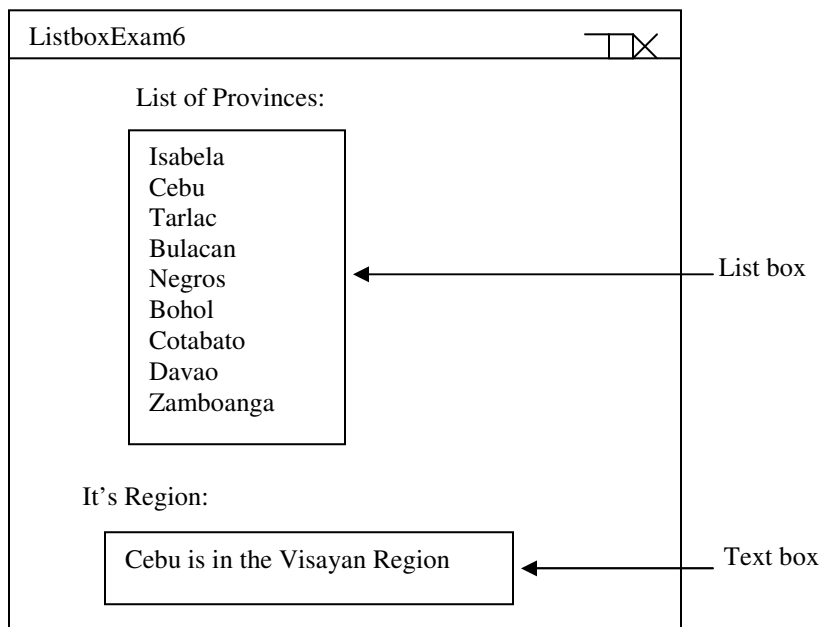 ListboxExam6
List of Provinces:
Isabela
Cebu
Tarlac
Bulacan
Negros
Bohol
Cotabato
Davao
Zamboanga
List box
It's Region:
Cebu is in the Visayan Region
Text box